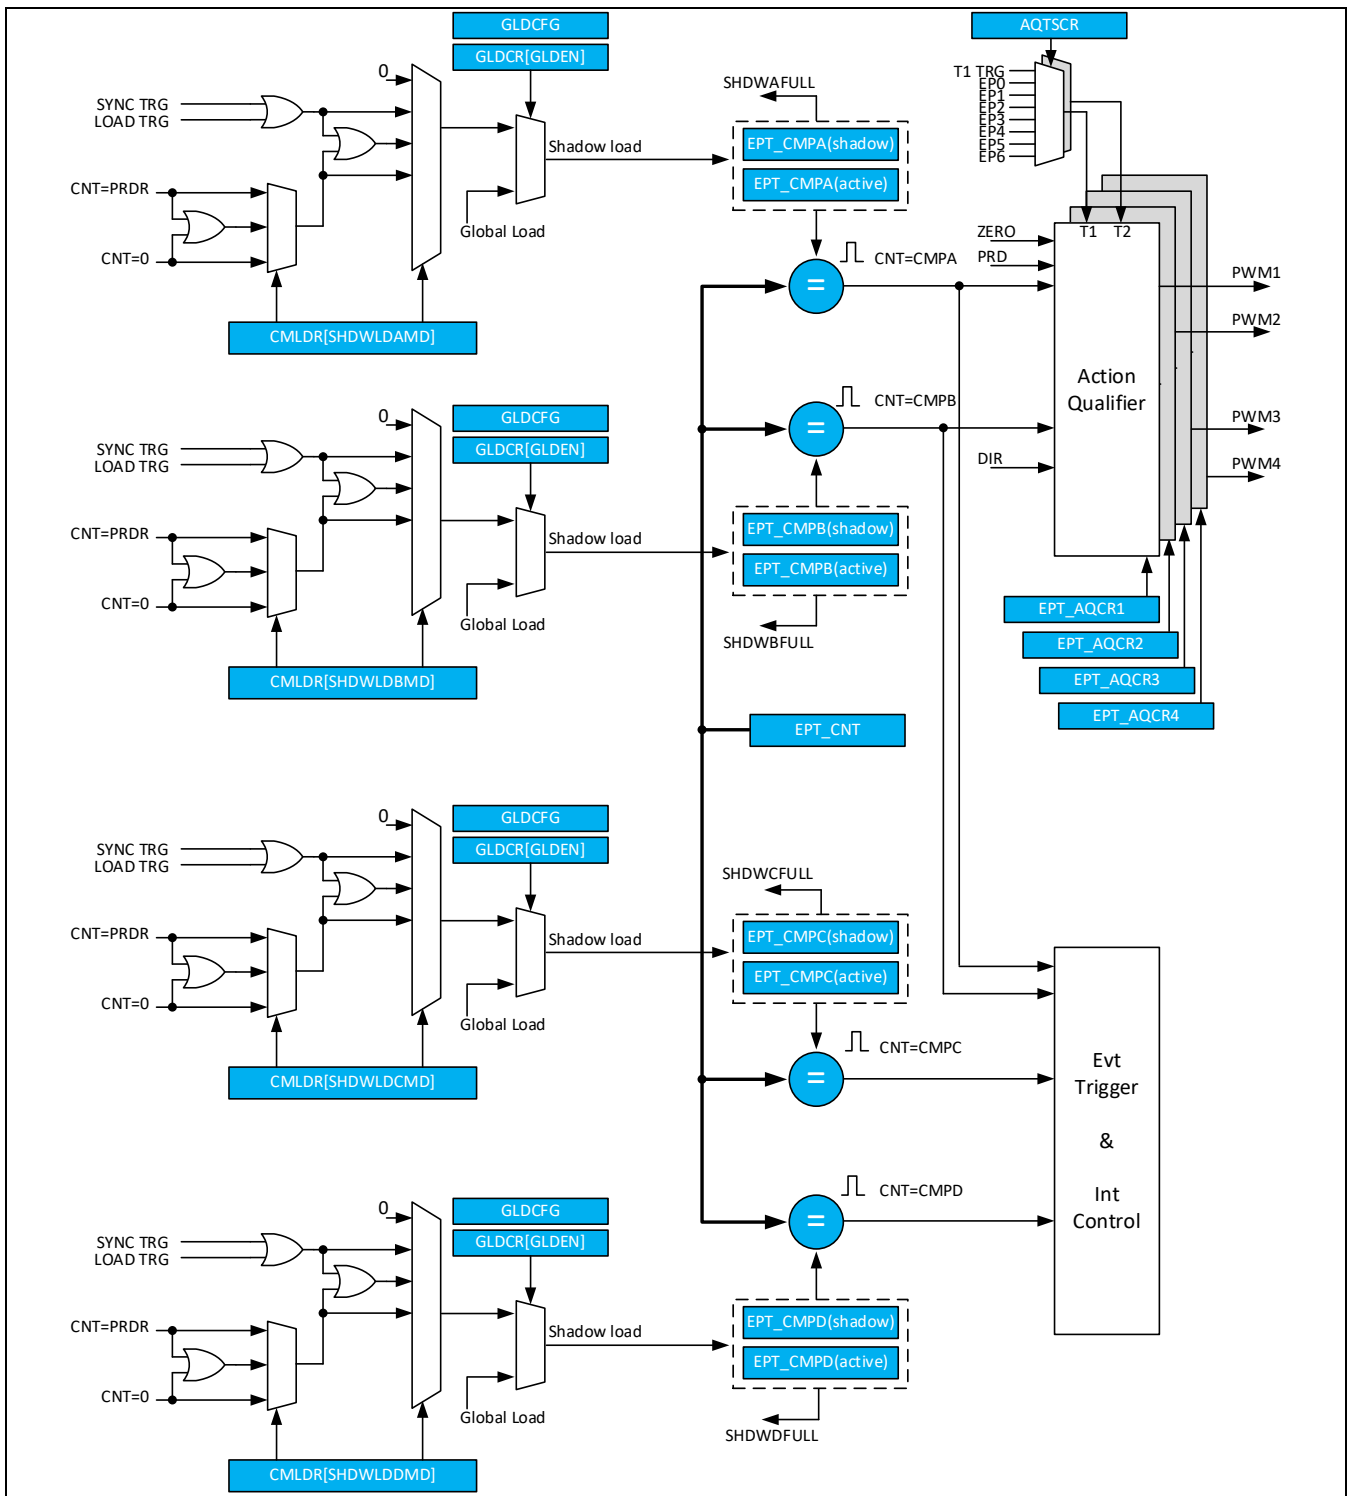 GLDCFG
GLDCR[GLDEN]
0
SYNC TRG
LOAD TRG
CNT=PRDR
CNT=0
Shadow load
Global Load
CMLDR[SHDWLDAMD]
SHDWAFULL
EPT_CMPA(shadow)
EPT_CMPA(active)
=
CNT=CMPA
AQTSCR
T1 TRG
EP0
EP1
EP2
EP3
EP4
EP5
EP6
T1
T2
ZERO
PRD
DIR
Action
Qualifier
PWM1
PWM2
PWM3
PWM4
EPT_AQCR1
EPT_AQCR2
EPT_AQCR3
EPT_AQCR4
GLDCFG
GLDCR[GLDEN]
0
SYNC TRG
LOAD TRG
CNT=PRDR
CNT=0
Shadow load
Global Load
CMLDR[SHDWLDBMD]
=
CNT=CMPB
EPT_CMPB(shadow)
EPT_CMPB(active)
SHDWBFULL
EPT_CNT
GLDCFG
GLDCR[GLDEN]
0
SYNC TRG
LOAD TRG
CNT=PRDR
CNT=0
Shadow load
Global Load
CMLDR[SHDWLDCMD]
SHDWCFULL
EPT_CMPC(shadow)
EPT_CMPC(active)
=
CNT=CMPC
Evt
Trigger
&
Int
Control
GLDCFG
GLDCR[GLDEN]
0
SYNC TRG
LOAD TRG
CNT=PRDR
CNT=0
Shadow load
Global Load
CMLDR[SHDWLDDMD]
=
CNT=CMPD
EPT_CMPD(shadow)
EPT_CMPD(active)
SHDWDFULL